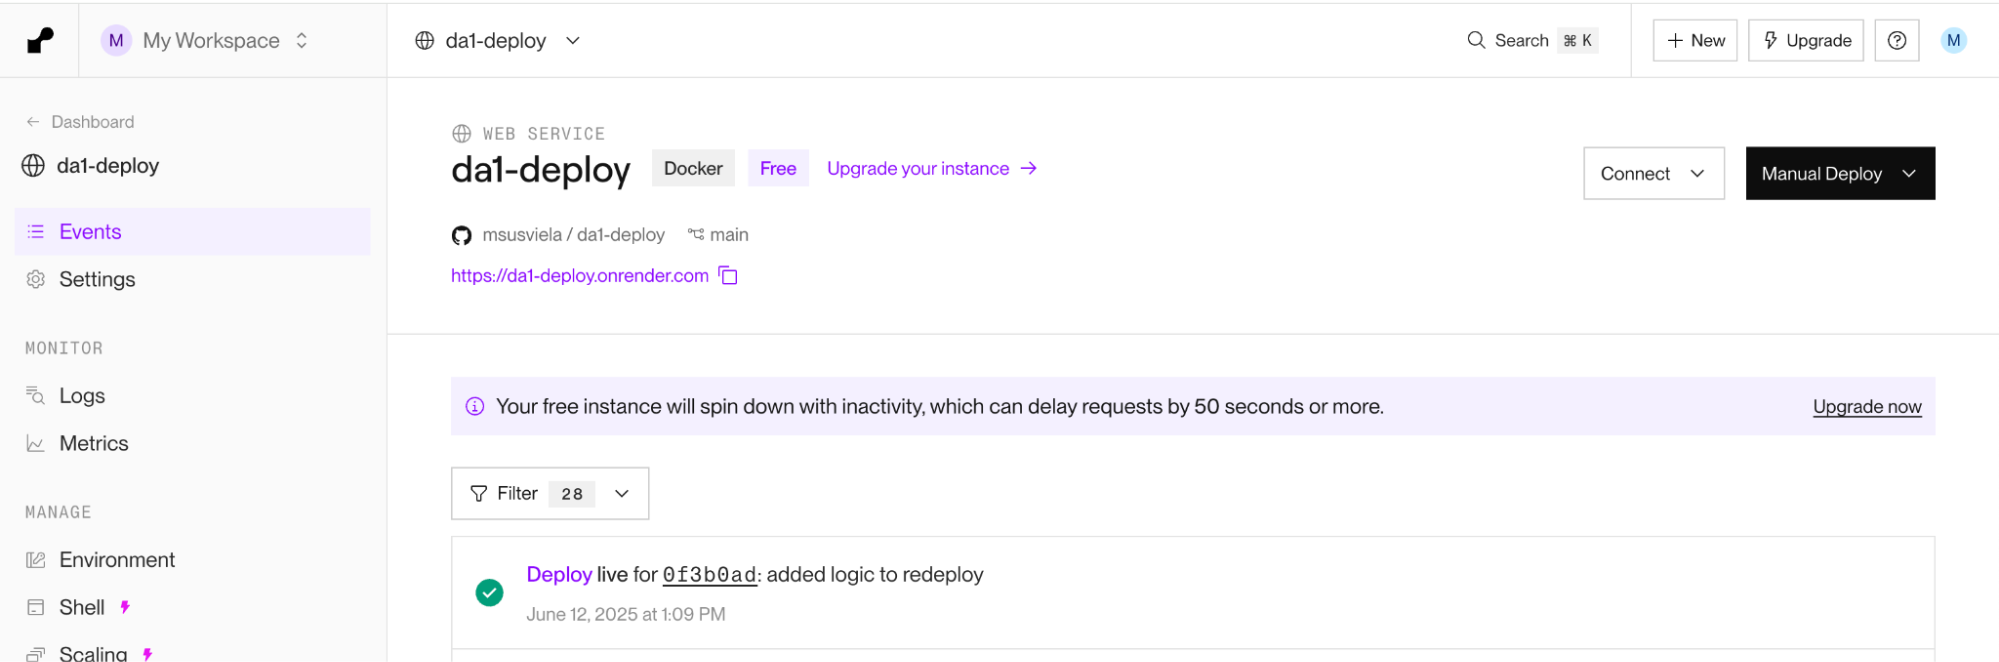 M My Workspace
da1-deploy
Search ⌘ K
+ New
Upgrade
M
← Dashboard
da1-deploy
Events
Settings
MONITOR
Logs
Metrics
MANAGE
Environment
Shell
Scaling
WEB SERVICE
da1-deploy Docker Free Upgrade your instance →
Connect
Manual Deploy
msusviela / da1-deploy main
https://da1-deploy.onrender.com
Your free instance will spin down with inactivity, which can delay requests by 50 seconds or more.
Upgrade now
Filter 28
Deploy live for 0f3b0ad: added logic to redeploy
June 12, 2025 at 1:09 PM